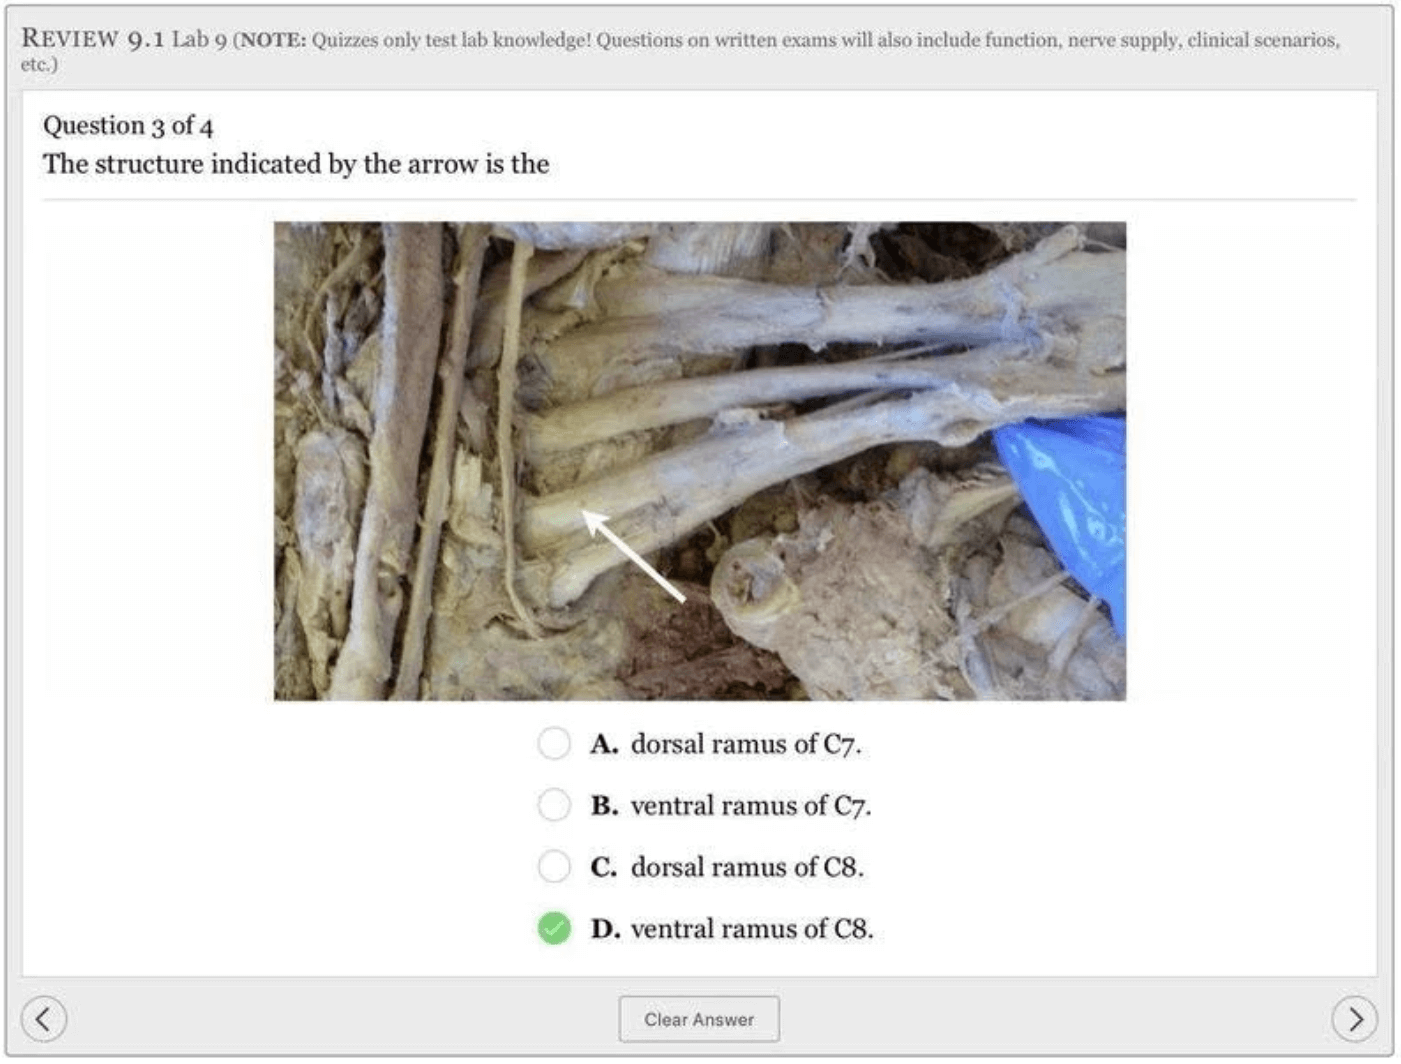 REVIEW 9.1 Lab 9 (NOTE: Quizzes only test lab knowledge! Questions on written exams will also include function, nerve supply, clinical scenarios,
etc.)
Question 3 of 4
The structure indicated by the arrow is the
A. dorsal ramus of C7.
B. ventral ramus of C7.
C. dorsal ramus of C8.
D. ventral ramus of C8.
Clear Answer